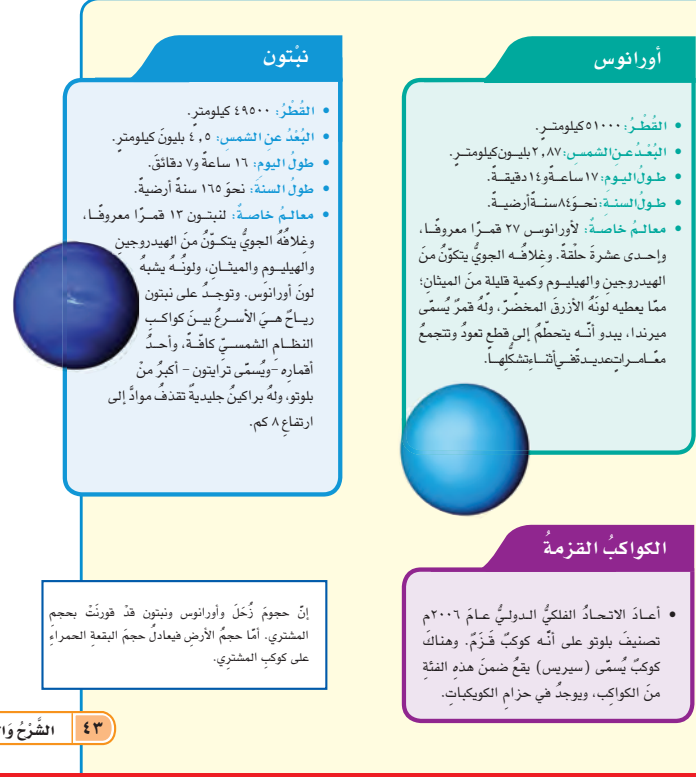 أورانوس
• القُطْرُ: ٥١٠٠٠ كيلومترٍ.
• البُعْدُ عنِ الشمسِ: ٢,٨٧ بليون كيلومترٍ.
• طولُ اليومِ: ١٧ ساعةً و١٤ دقيقةً.
• طولُ السنةِ: نحوَ ٨٤ سنةً أرضيةً.
• معالمُ خاصةٌ: لأورانوس ٢٧ قمرًا معروفًا،
وإحدى عشرةَ حلْقةً. وغلافُه الجويُّ يتكوّنُ منَ
الهيدروجينِ والهيليومِ وكميةٍ قليلةٍ منَ الميثانِ؛
ممّا يعطيهِ لونَهُ الأزرقَ المخضرّ، ولهُ قمرٌ يُسمّى
ميرندا، يبدو أنّه يتحطّمُ إلى قطعٍ تعودُ وتتجمعُ
معًا مراتٍ عديدةً في أثناءِ تشكُّلِها.
نبْتون
• القُطْرُ: ٤٩٥٠٠ كيلومترٍ.
• البُعْدُ عنِ الشمسِ: ٤,٥ بليونَ كيلومترٍ.
• طولُ اليومِ: ١٦ ساعةً و٧ دقائقَ.
• طولُ السنةَ: نحوَ ١٦٥ سنةً أرضيةً.
• معالمُ خاصةٌ: لنبتون ١٣ قمرًا معروفًا،
وغلافُهُ الجويُّ يتكوّنُ منَ الهيدروجينِ
والهيليومِ والميثانِ، ولونُهُ يشبهُ
لونَ أورانوس. وتوجدُ على نبتون
رياحٌ هيَ الأسرعُ بينَ كواكبِ
النظامِ الشمسيِّ كافّةً، وأحدُ
أقمارِه -ويُسمّى ترايتون - أكبرُ منْ
بلوتو، ولهُ براكينُ جليديةٌ تقذفُ موادَّ إلى
ارتفاعِ ٨ كم.
الكواكبُ القزمةُ
• أعادَ الاتحادُ الفلكيُّ الدوليُّ عامَ ٢٠٠٦م
تصنيفَ بلوتو على أنّه كوكبٌ قَزَمٌ. وهناكَ
كوكبٌ يُسمّى (سيريس) يقعُ ضمنَ هذهِ الفئةِ
منَ الكواكبِ، ويوجدُ في حزامِ الكويكباتِ.
إنّ حجومَ زُحَلَ وأورانوس ونبتون قدْ قورنَتْ بحجمِ
المشتري. أمّا حجمُ الأرضِ فيعادلُ حجمَ البقعةِ الحمراءِ
على كوكبِ المشتري.
٤٣ الشَّرْحُ